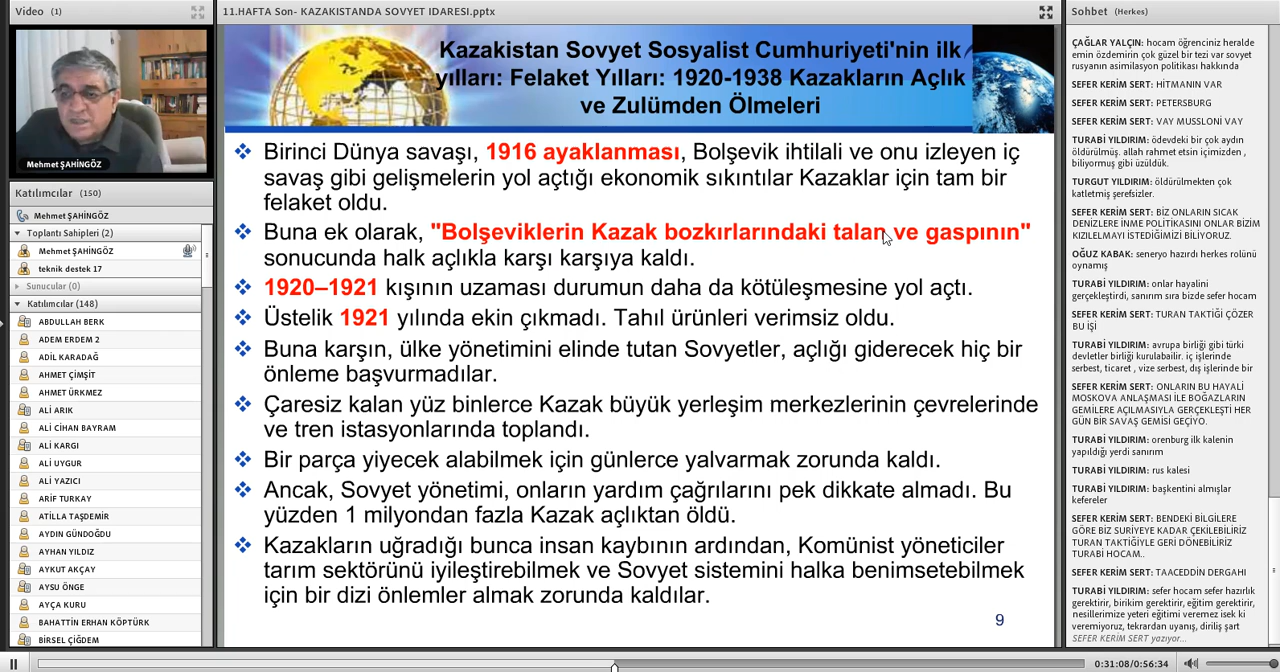 Video (1)
Mehmet ŞAHİNGÖZ
Katılımcılar (150)
Mehmet ŞAHİNGÖZ
Toplantı Sahipleri (2)
Mehmet ŞAHİNGÖZ
teknik destek 17
Sunucular (0)
Katılımcılar (148)
ABDULLAH BERK
ADEM ERDEM 2
ADİL KARADAĞ
AHMET ÇİMŞİT
AHMET ÜRKMEZ
ALİ ARIK
ALİ CİHAN BAYRAM
ALİ KARGI
ALİ UYGUR
ALİ YAZICI
ARİF TURKAY
ATİLLA TAŞDEMİR
AYDIN GÜNDOĞDU
AYHAN YILDIZ
AYKUT AKÇAY
AYSU ÖNGE
AYÇA KURU
BAHATTİN ERHAN KÖPTÜRK
BİRSEL ÇİĞDEM
11.HAFTA Son- KAZAKISTANDA SOVYET IDARESI.pptx
Kazakistan Sovyet Sosyalist Cumhuriyeti'nin ilk
yılları: Felaket Yılları: 1920-1938 Kazakların Açlık
ve Zulümden Ölmeleri
Birinci Dünya savaşı, 1916 ayaklanması, Bolşevik ihtilali ve onu izleyen iç
savaş gibi gelişmelerin yol açtığı ekonomik sıkıntılar Kazaklar için tam bir
felaket oldu.
Buna ek olarak, "Bolşeviklerin Kazak bozkırlarındaki talan ve gaspının"
sonucunda halk açlıkla karşı karşıya kaldı.
1920–1921 kışının uzaması durumun daha da kötüleşmesine yol açtı.
Üstelik 1921 yılında ekin çıkmadı. Tahıl ürünleri verimsiz oldu.
Buna karşın, ülke yönetimini elinde tutan Sovyetler, açlığı giderecek hiç bir
önleme başvurmadılar.
Çaresiz kalan yüz binlerce Kazak büyük yerleşim merkezlerinin çevrelerinde
ve tren istasyonlarında toplandı.
Bir parça yiyecek alabilmek için günlerce yalvarmak zorunda kaldı.
Ancak, Sovyet yönetimi, onların yardım çağrılarını pek dikkate almadı. Bu
yüzden 1 milyondan fazla Kazak açlıktan öldü.
Kazakların uğradığı bunca insan kaybının ardından, Komünist yöneticiler
tarım sektörünü iyileştirebilmek ve Sovyet sistemini halka benimsetebilmek
için bir dizi önlemler almak zorunda kaldılar.
9
Sohbet (Herkes)
ÇAĞLAR YALÇIN: hocam öğrenciniz heralde
emin özdemirin çok güzel bir tezi var sovyet
rusyanın asimilasyon politikası hakkında
SEFER KERİM SERT: HİTMANIN VAR
SEFER KERİM SERT: PETERSBURG
SEFER KERİM SERT: VAY MUSSLONİ VAY
TURABİ YILDIRIM: ödevdeki bir çok aydın
öldürülmüş. allah rahmet etsin içimizden ,
biliyormuş gibi üzüldük.
TURGUT YILDIRIM: öldürülmekten çok
katletmiş şerefsizler.
SEFER KERİM SERT: BİZ ONLARIN SICAK
DENİZLERE İNME POLİTİKASINI ONLAR BİZİM
KIZILELMAYI İSTEDİĞİMİZİ BİLİYORUZ.
OĞUZ KABAK: seneryo hazırdı herkes rolünü
oynamış
TURABİ YILDIRIM: onlar hayalini
gerçekleştirdi, sanırım sıra bizde sefer hocam
SEFER KERİM SERT: TURAN TAKTİĞİ ÇÖZER
BU İŞİ
TURABİ YILDIRIM: avrupa birliği gibi türki
devletler birliği kurulabailir. iç işlerinde
serbest, ticaret , vize serbest, dış işlerinde bir
SEFER KERİM SERT: ONLARIN BU HAYALİ
MOSKOVA ANLAŞMASI İLE BOĞAZLARIN
GEMİLERE AÇILMASIYLA GERÇEKLEŞTİ HER
GÜN BİR SAVAŞ GEMİSİ GEÇİYO.
TURABİ YILDIRIM: orenburg ilk kalenin
yapıldığı yerdi sanırım
TURABİ YILDIRIM: rus kalesi
TURABİ YILDIRIM: başkentini almışlar
kefereler
SEFER KERİM SERT: BENDEKİ BİLGİLERE
GÖRE BİZ SURİYEYE KADAR ÇEKİLEBİLİRİZ
TURAN TAKTİĞİYLE GERİ DÖNEBİLİRİZ
TURABİ HOCAM..
SEFER KERİM SERT: TAACEDDİN DERGAHI
TURABİ YILDIRIM: sefer hocam sefer hazırlık
gerektirir, birikim gerektirir, eğitim gerektirir,
nesillerimize yeteri eğitimi veremez isek ki
veremiyoruz, tekrardan uyanış, diriliş şart
SEFER KERİM SERT yazıyor...
0:31:08/0:56:34